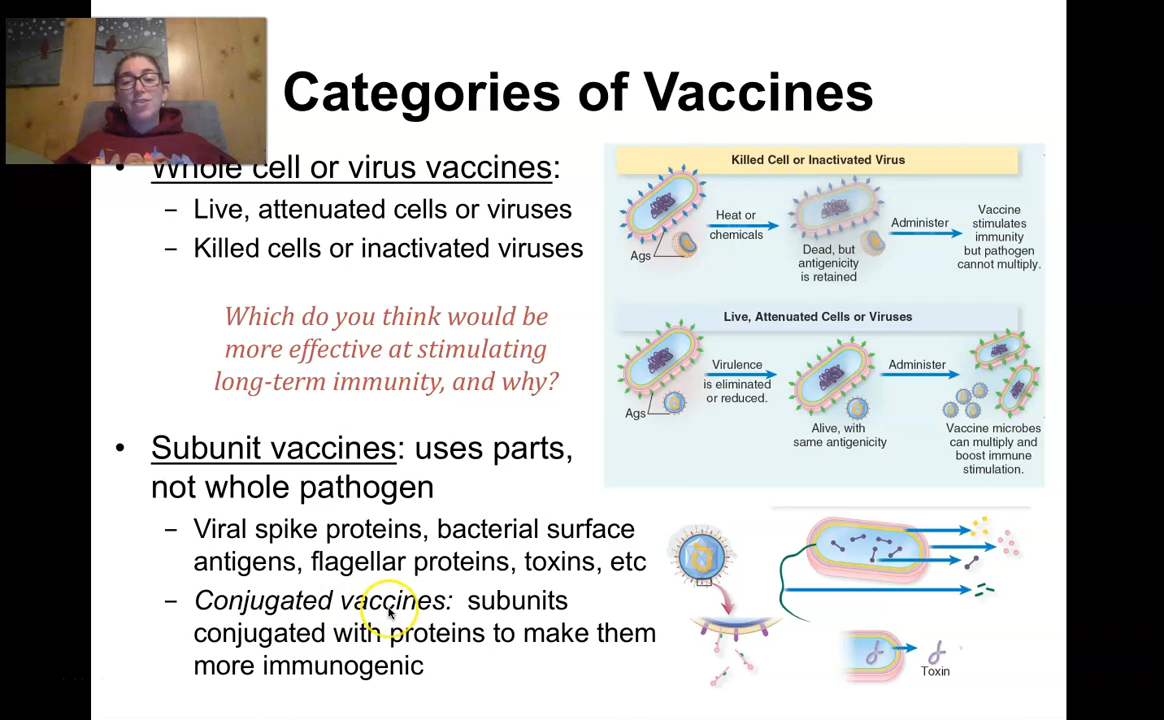 Categories of Vaccines
• Whole cell or virus vaccines:
– Live, attenuated cells or viruses
– Killed cells or inactivated viruses
Which do you think would be
more effective at stimulating
long-term immunity, and why?
• Subunit vaccines: uses parts,
not whole pathogen
– Viral spike proteins, bacterial surface
antigens, flagellar proteins, toxins, etc
– Conjugated vaccines: subunits
conjugated with proteins to make them
more immunogenic
Killed Cell or Inactivated Virus
Ags
Heat or
chemicals
Dead, but
antigenicity
is retained
Administer
Vaccine
stimulates
immunity
but pathogen
cannot multiply.
Live, Attenuated Cells or Viruses
Ags
Virulence
is eliminated
or reduced.
Alive, with
same antigenicity
Administer
Vaccine microbes
can multiply and
boost immune
stimulation.
Toxin